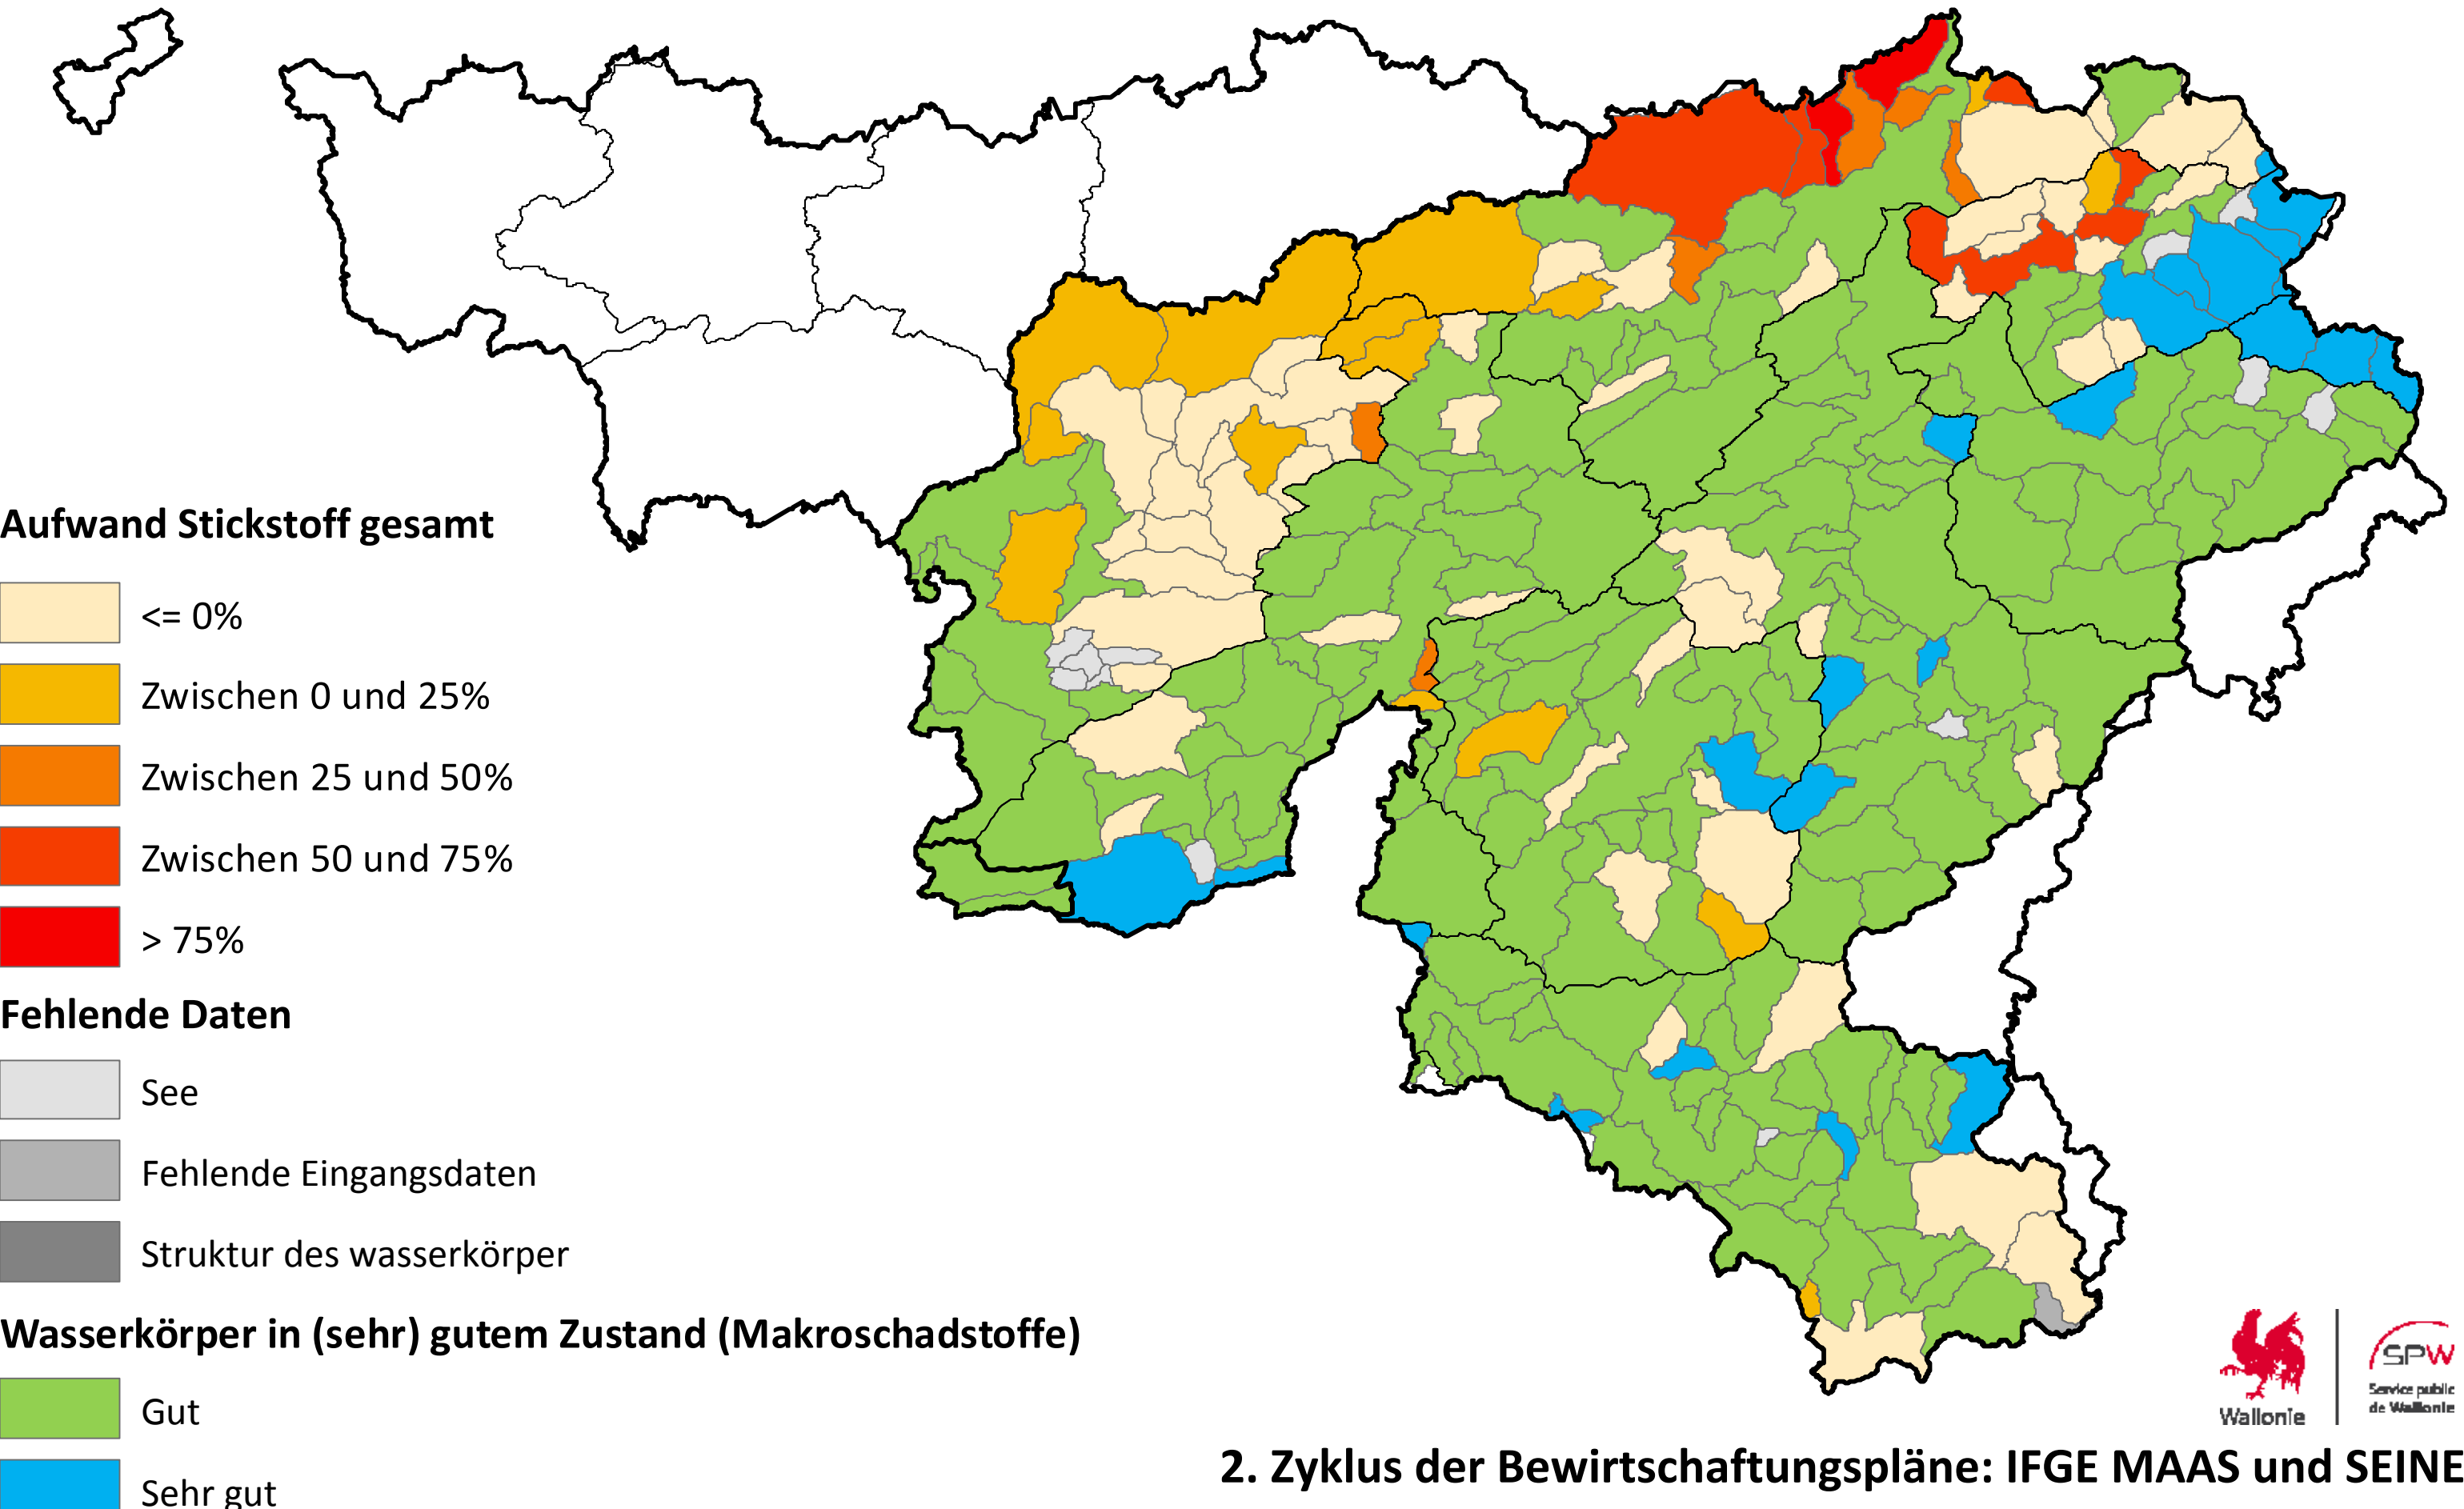 Aufwand Stickstoff gesamt
<= 0%
Zwischen 0 und 25%
Zwischen 25 und 50%
Zwischen 50 und 75%
> 75%
Fehlende Daten
See
Fehlende Eingangsdaten
Struktur des wasserkörper
Wasserkörper in (sehr) gutem Zustand (Makroschadstoffe)
Gut
Sehr gut
Wallonie
SPW
Service public
de Wallonie
2. Zyklus der Bewirtschaftungspläne: IFGE MAAS und SEINE